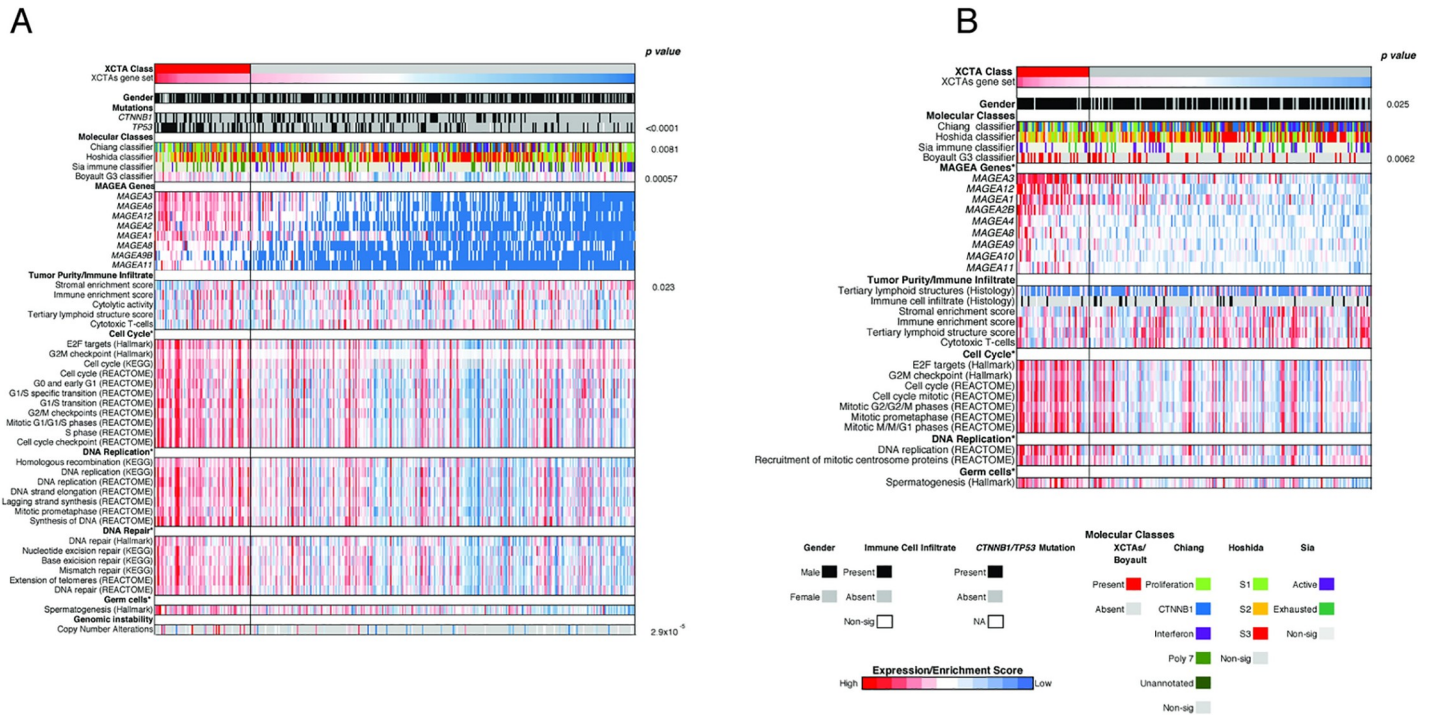 A
p value
XCTA Class
XCTAs gene set
Gender
Mutations
CTNNB1
TP53
<0.0001
Molecular Classes
Chiang classifier
0.0081
Hoshida classifier
Sia immune classifier
Boyault G3 classifier
0.00057
MAGEA Genes
MAGEA3
MAGEA6
MAGEA12
MAGEA2
MAGEA1
MAGEA8
MAGEA9B
MAGEA11
Tumor Purity/Immune Infiltrate
Stromal enrichment score
0.023
Immune enrichment score
Cytolytic activity
Tertiary lymphoid structure score
Cytotoxic T-cells
Cell Cycle*
E2F targets (Hallmark)
G2M checkpoint (Hallmark)
Cell cycle (KEGG)
Cell cycle (REACTOME)
G0 and early G1 (REACTOME)
G1/S specific transition (REACTOME)
G1/S transition (REACTOME)
G2/M checkpoints (REACTOME)
Mitotic G1/G1/S phases (REACTOME)
S phase (REACTOME)
Cell cycle checkpoint (REACTOME)
DNA Replication*
Homologous recombination (KEGG)
DNA replication (KEGG)
DNA replication (REACTOME)
DNA strand elongation (REACTOME)
Lagging strand synthesis (REACTOME)
Mitotic prometaphase (REACTOME)
Synthesis of DNA (REACTOME)
DNA Repair*
DNA repair (Hallmark)
Nucleotide excision repair (KEGG)
Base excision repair (KEGG)
Mismatch repair (KEGG)
Extension of telomeres (REACTOME)
DNA repair (REACTOME)
Germ cells*
Spermatogenesis (Hallmark)
Genomic instability
Copy Number Alterations
2.9x10-5
B
p value
XCTA Class
XCTAs gene set
Gender
0.025
Molecular Classes
Chiang classifier
Hoshida classifier
Sia immune classifier
Boyault G3 classifier
0.0062
MAGEA Genes*
MAGEA3
MAGEA12
MAGEA1
MAGEA2B
MAGEA4
MAGEA8
MAGEA9
MAGEA10
MAGEA11
Tumor Purity/Immune Infiltrate
Tertiary lymphoid structures (Histology)
Immune cell infiltrate (Histology)
Stromal enrichment score
Immune enrichment score
Tertiary lymphoid structure score
Cytotoxic T-cells
Cell Cycle*
E2F targets (Hallmark)
G2M checkpoint (Hallmark)
Cell cycle (REACTOME)
Cell cycle mitotic (REACTOME)
Mitotic G2/G2/M phases (REACTOME)
Mitotic prometaphase (REACTOME)
Mitotic M/M/G1 phases (REACTOME)
DNA Replication*
DNA replication (REACTOME)
Recruitment of mitotic centrosome proteins (REACTOME)
Germ cells*
Spermatogenesis (Hallmark)
Gender
Male
Female
Immune Cell Infiltrate
Present
Absent
Non-sig
CTNNB1/TP53 Mutation
Present
Absent
NA
Molecular Classes
XCTAs/
Boyault
Present
Absent
Chiang
Proliferation
CTNNB1
Interferon
Poly 7
Unannotated
Non-sig
Hoshida
S1
S2
S3
Non-sig
Sia
Active
Exhausted
Non-sig
Expression/Enrichment Score
High
Low